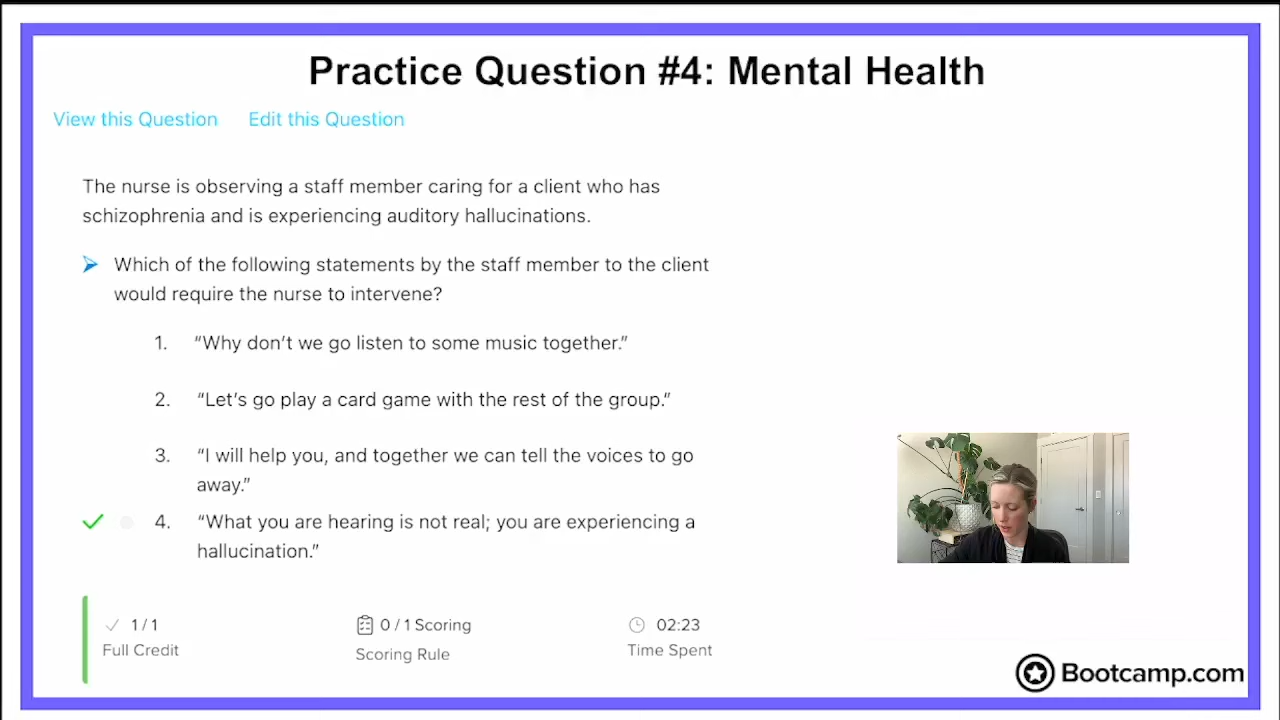 Practice Question #4: Mental Health
View this Question Edit this Question
The nurse is observing a staff member caring for a client who has
schizophrenia and is experiencing auditory hallucinations.
Which of the following statements by the staff member to the client
would require the nurse to intervene?
1. “Why don’t we go listen to some music together.”
2. “Let’s go play a card game with the rest of the group.”
3. “I will help you, and together we can tell the voices to go
away.”
4. “What you are hearing is not real; you are experiencing a
hallucination.”
1 / 1 0 / 1 Scoring 02:23
Full Credit Scoring Rule Time Spent
Bootcamp.com